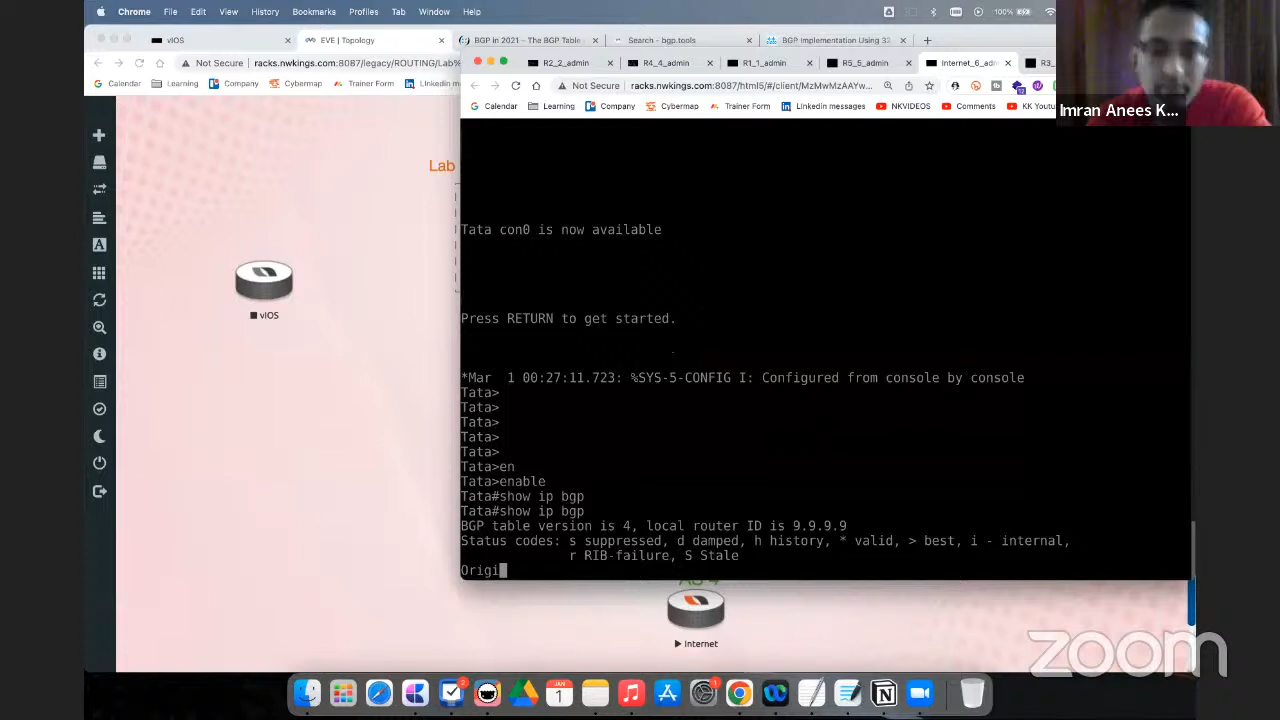 Chrome File Edit View History Bookmarks Profiles Tab Window Help 100%
vIOS EVE | Topology BGP in 2021 – The BGP Table Search - bgp.tools BGP Implementation Using 32
Not Secure racks.nwkings.com:8087/legacy/ROUTING/Lab%
R2_2_admin R4_4_admin R1_1_admin R5_5_admin Internet_6_adm R3_
Not Secure racks.nwkings.com:8087/html5/#/client/MzMwMzAAYw...
Calendar Learning Company Cybermap Trainer Form Linkedin m
Calendar Learning Company Cybermap Trainer Form Linkedin messages NKVIDEOS Comments KK Yout
Imran Anees K...
Lab
vIOS
Tata con0 is now available
Press RETURN to get started.
*Mar 1 00:27:11.723: %SYS-5-CONFIG I: Configured from console by console
Tata>
Tata>
Tata>
Tata>
Tata>
Tata>en
Tata>enable
Tata#show ip bgp
Tata#show ip bgp
BGP table version is 4, local router ID is 9.9.9.9
Status codes: s suppressed, d damped, h history, * valid, > best, i - internal,
r RIB-failure, S Stale
Origi
Internet
zoom